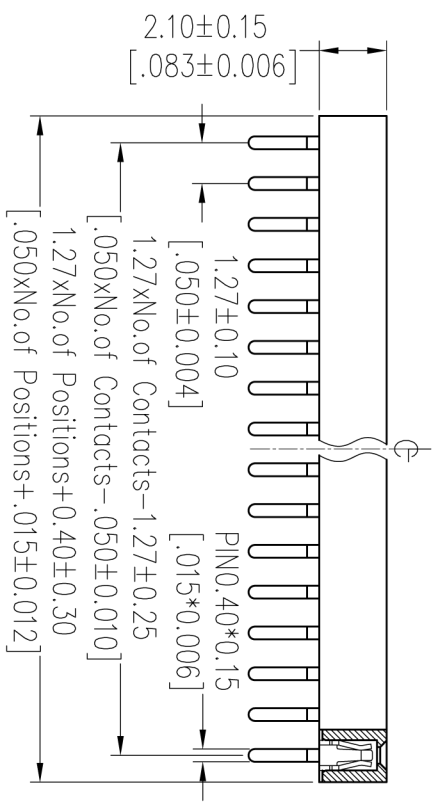 2.10±0.15
[.083±0.006]
1.27±0.10
[.050±0.004]
PIN0.40*0.15
[.015*0.006]
1.27xNo.of Contacts-1.27±0.25
[.050xNo.of Contacts-.050±0.010]
1.27xNo.of Positions+0.40±0.30
[.050xNo.of Positions+.015±0.012]